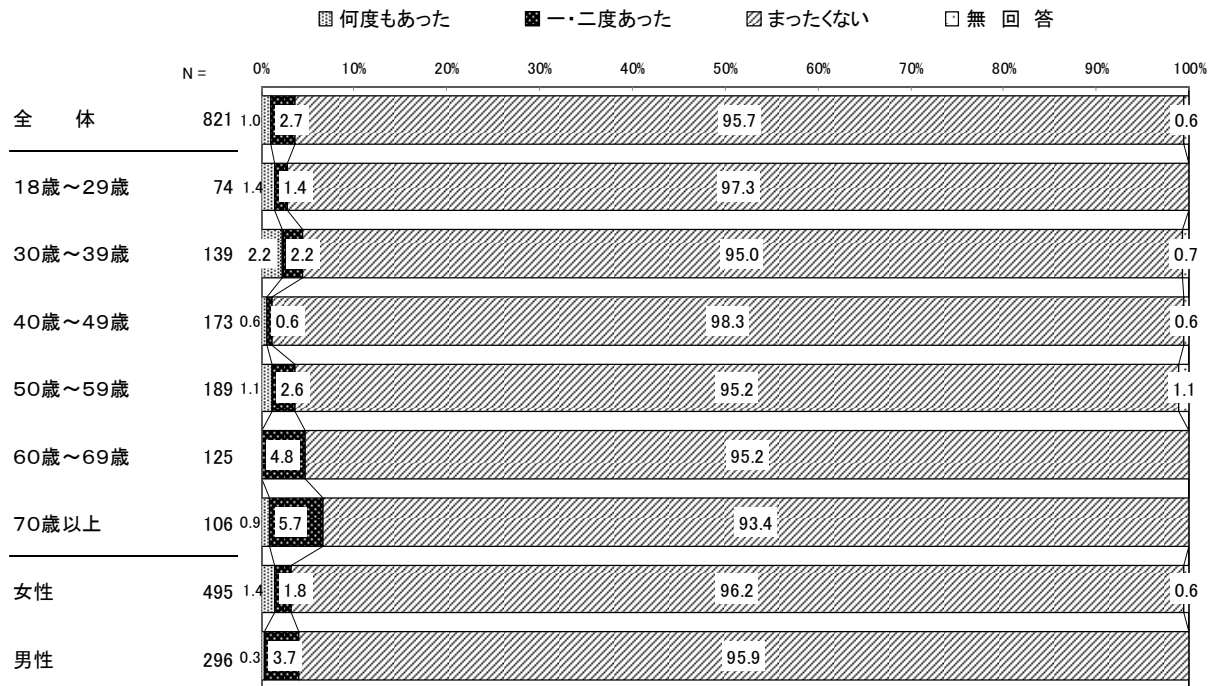 何度もあった 一・二度あった まったくない 無 回 答
N = 0% 10% 20% 30% 40% 50% 60% 70% 80% 90% 100%
全 体 821 1.0 2.7 95.7 0.6
18歳~29歳 74 1.4 1.4 97.3
30歳~39歳 139 2.2 2.2 95.0 0.7
40歳~49歳 173 0.6 0.6 98.3 0.6
50歳~59歳 189 1.1 2.6 95.2 1.1
60歳~69歳 125 4.8 95.2
70歳以上 106 0.9 5.7 93.4
女性 495 1.4 1.8 96.2 0.6
男性 296 0.3 3.7 95.9